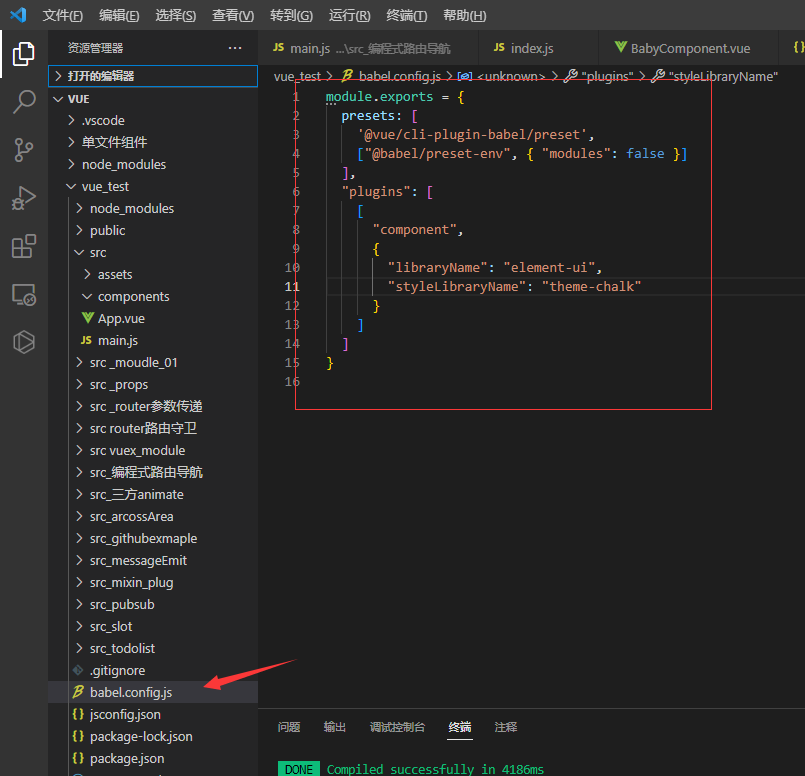 文件(F) 编辑(E) 选择(S) 查看(V) 转到(G) 运行(R) 终端(T) 帮助(H)
资源管理器 ···
JS main.js ...\src_编程式路由导航 JS index.js BabyComponent.vue {}
打开的编辑器
vue_test > babel.config.js > <unknown> > "plugins" > "styleLibraryName"
VUE
.vscode
单文件组件
node_modules
vue_test
node_modules
public
src
assets
components
App.vue
JS main.js
src _moudle_01
src _props
src _router参数传递
src router路由守卫
src vuex_module
src_编程式路由导航
src_三方animate
src_arcossArea
src_githubexmaple
src_messageEmit
src_mixin_plug
src_pubsub
src_slot
src_todolist
.gitignore
babel.config.js
{} jsconfig.json
{} package-lock.json
{} package.json
1 module.exports = {
2 presets: [
3 '@vue/cli-plugin-babel/preset',
4 ["@babel/preset-env", { "modules": false }]
5 ],
6 "plugins": [
7 [
8 "component",
9 {
10 "libraryName": "element-ui",
11 "styleLibraryName": "theme-chalk"
12 }
13 ]
14 ]
15 }
16
问题 输出 调试控制台 终端 注释
DONE Compiled successfully in 4186ms